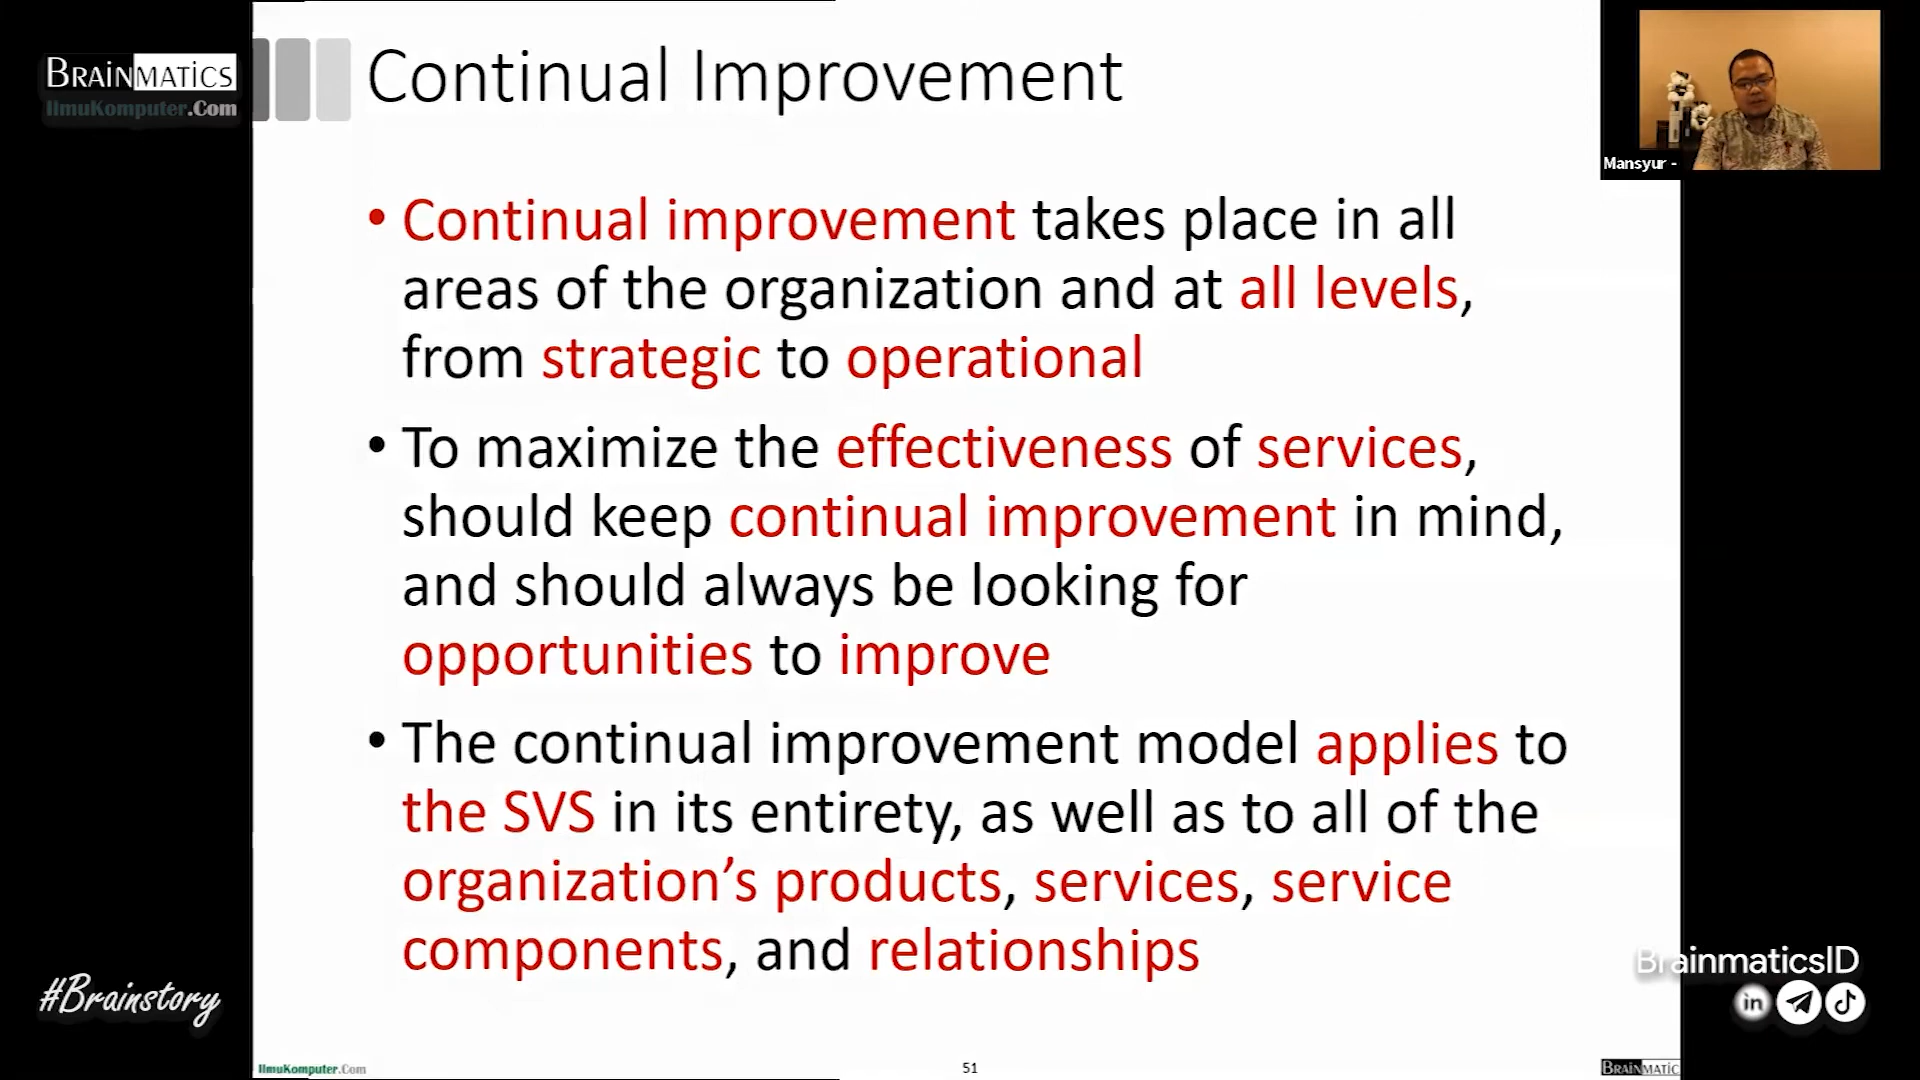 BRAINMATICS
IlmuKomputer.Com
Continual Improvement
Mansyur -
• Continual improvement takes place in all
areas of the organization and at all levels,
from strategic to operational
• To maximize the effectiveness of services,
should keep continual improvement in mind,
and should always be looking for
opportunities to improve
• The continual improvement model applies to
the SVS in its entirety, as well as to all of the
organization’s products, services, service
components, and relationships
#Brainstory
BrainmaticsID
in
IlmuKomputer.Com
51
BRAINMATIC